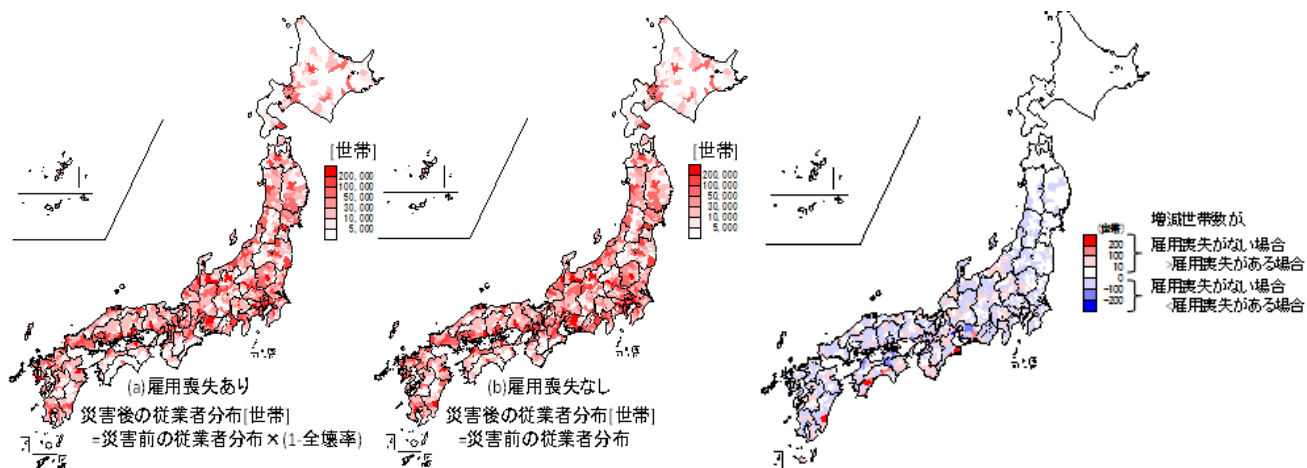 [世帯]
200,000
100,000
50,000
30,000
10,000
5,000
(a)雇用喪失あり
災害後の従業者分布[世帯]
=災害前の従業者分布×(1-全壊率)
[世帯]
200,000
100,000
50,000
30,000
10,000
5,000
(b)雇用喪失なし
災害後の従業者分布[世帯]
=災害前の従業者分布
(世帯)
200
100
10
0
-100
-200
増減世帯数が、
雇用喪失がない場合
>雇用喪失がある場合
雇用喪失がない場合
<雇用喪失がある場合